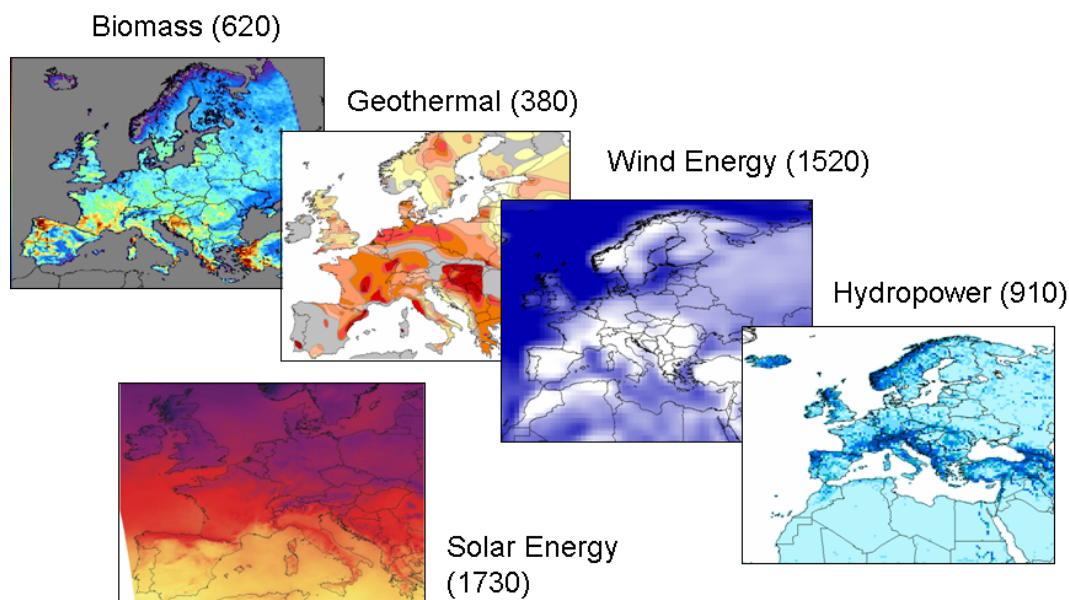 Biomass (620)
Geothermal (380)
Wind Energy (1520)
Hydropower (910)
Solar Energy
(1730)